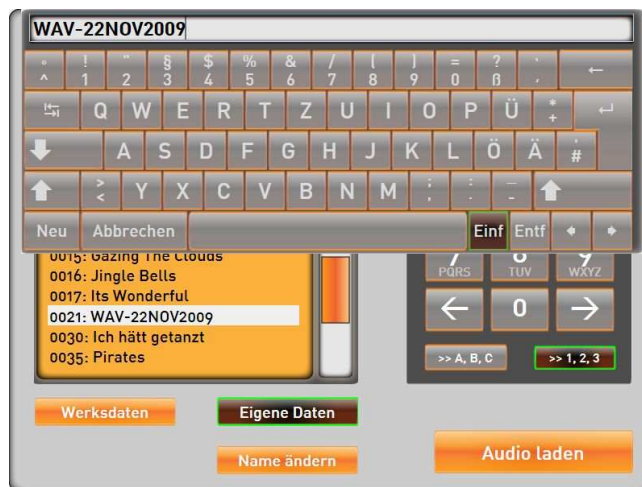 WAV-22NOV2009
° ! " § $ % & / ( ) = ? `
^ 1 2 3 4 5 6 7 8 9 0 ß ´ ←
Q W E R T Z U I O P Ü * +
A S D F G H J K L Ö Ä ' #
> < Y X C V B N M ; , : . _ -
Neu Abbrechen Einf Entf
0015: Gazing The Clouds
0016: Jingle Bells
0017: Its Wonderful
0021: WAV-22NOV2009
0030: Ich hätt getanzt
0035: Pirates
7 8 9
PQRS TUV WXYZ
← 0 →
>> A, B, C >> 1, 2, 3
Werksdaten Eigene Daten
Name ändern Audio laden